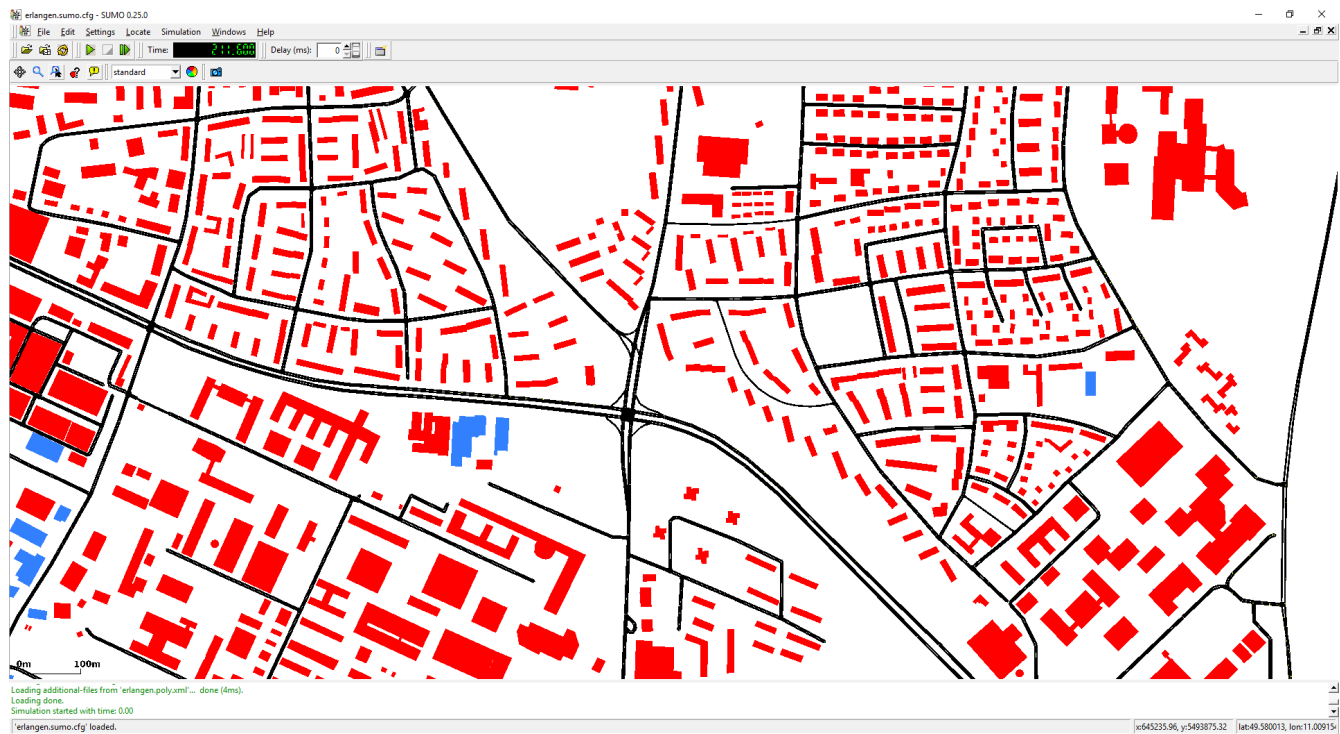 erlangen.sumo.cfg - SUMO 0.25.0
File Edit Settings Locate Simulation Windows Help
Time: 211.600 Delay (ms): 0
standard
0m 100m
Loading additional-files from 'erlangen.poly.xml'... done (4ms).
Loading done.
Simulation started with time: 0.00
'erlangen.sumo.cfg' loaded.
x:645235.96, y:5493875.32
lat:49.580013, lon:11.00915